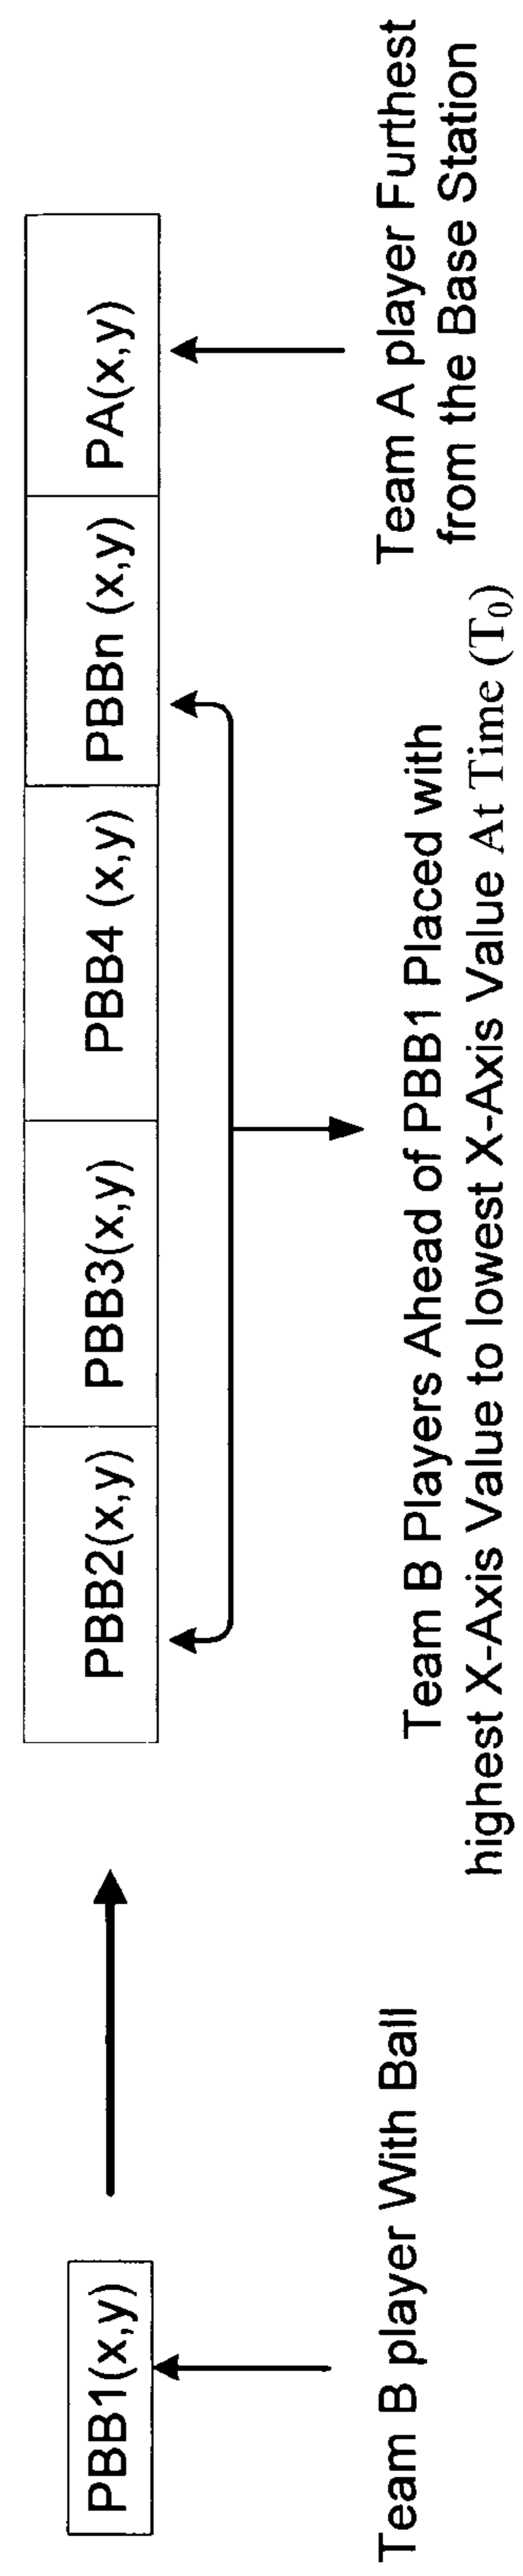 PBB1(x,y)
PBB2(x,y)
PBB3(x,y)
PBB4 (x,y)
PBBn (x,y)
PA(x,y)
Team B player With Ball
Team B Players Ahead of PBB1 Placed with
highest X-Axis Value to lowest X-Axis Value At Time (T₀)
Team A player Furthest
from the Base Station